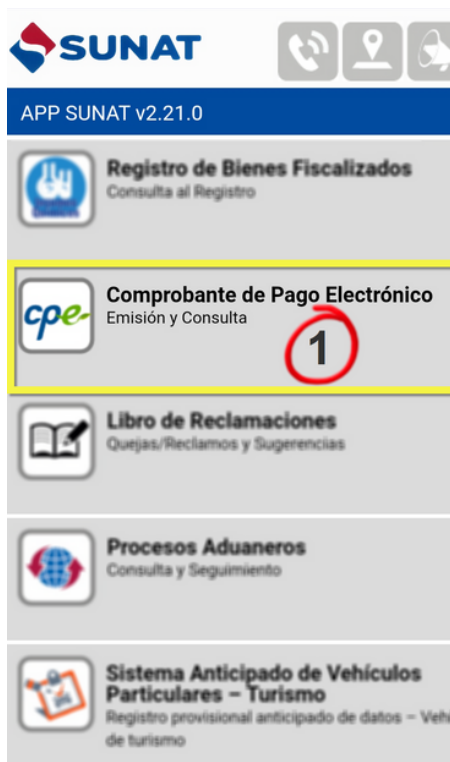 SUNAT
APP SUNAT v2.21.0
Registro de Bienes Fiscalizados
Consulta al Registro
Comprobante de Pago Electrónico
cpe
Emisión y Consulta
1
Libro de Reclamaciones
Quejas/Reclamos y Sugerencias
Procesos Aduaneros
Consulta y Seguimiento
Sistema Anticipado de Vehículos
Particulares – Turismo
Registro provisional anticipado de datos – Vehí
de turismo